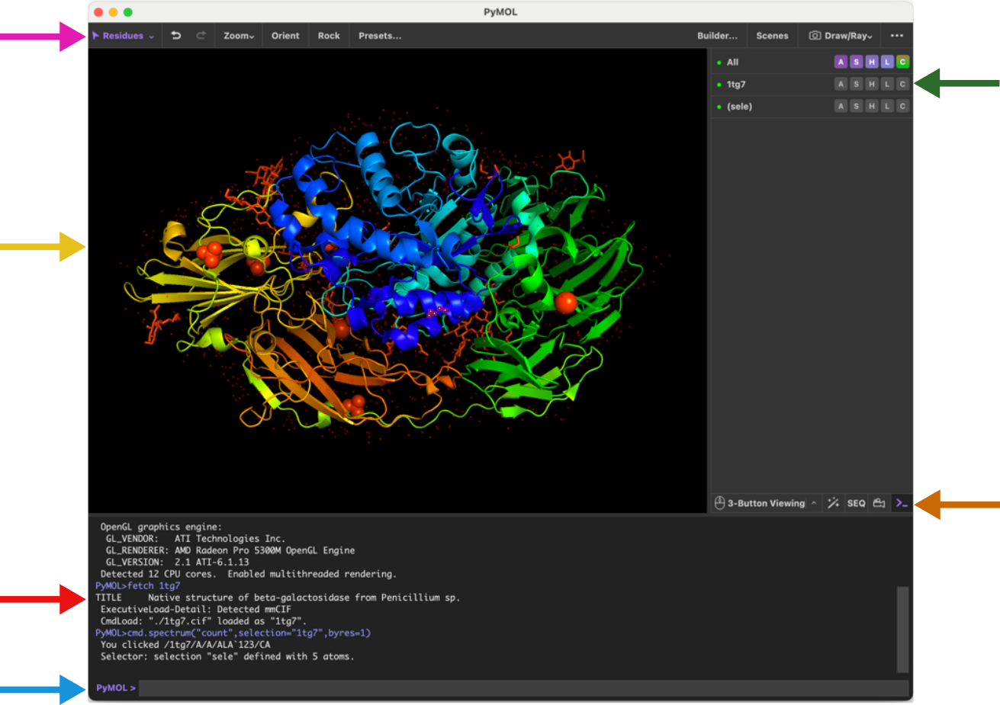 PyMOL
Residues Zoom Orient Rock Presets... Builder... Scenes Draw/Ray ...
All A S H L C
1tg7 A S H L C
(sele) A S H L C
3-Button Viewing SEQ
OpenGL graphics engine:
GL_VENDOR: ATI Technologies Inc.
GL_RENDERER: AMD Radeon Pro 5300M OpenGL Engine
GL_VERSION: 2.1 ATI-6.1.13
Detected 12 CPU cores. Enabled multithreaded rendering.
PyMOL>fetch 1tg7
TITLE Native structure of beta-galactosidase from Penicillium sp.
ExecutiveLoad-Detail: Detected mmCIF
CmdLoad: "./1tg7.cif" loaded as "1tg7".
PyMOL>cmd.spectrum("count",selection="1tg7",byres=1)
You clicked /1tg7/A/A/ALA`123/CA
Selector: selection "sele" defined with 5 atoms.
PyMOL >